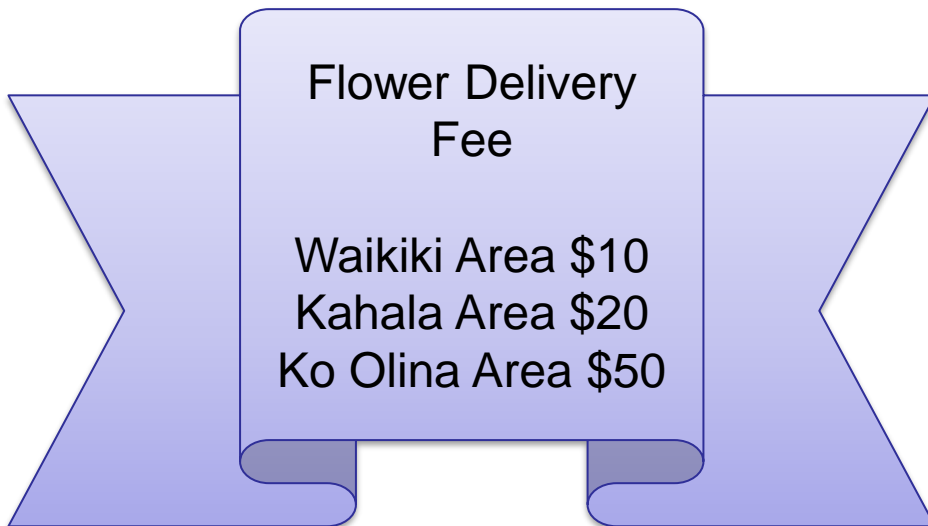 Flower Delivery
Fee
Waikiki Area $10
Kahala Area $20
Ko Olina Area $50